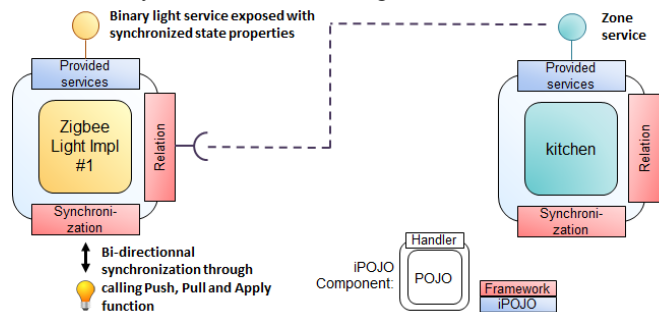 Binary light service exposed with
synchronized state properties
Zone
service
Provided
services
Zigbee
Light Impl
#1
Relation
Synchroni-
zation
Provided
services
kitchen
Relation
Synchroni-
zation
Bi-directionnal
synchronization through
calling Push, Pull and Apply
function
iPOJO
Component:
Handler
POJO
Framework
iPOJO